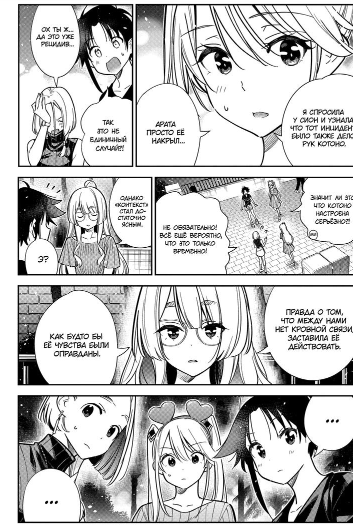 Я СПРОСИЛА
У СИОН И УЗНАЛА,
ЧТО ТОТ ИНЦИДЕНТ
БЫЛО ТАКЖЕ ДЕЛО
РУК КОТОНО.
АРАТА
ПРОСТО ЕЁ
НАКРЫЛ...
ОХ ТЫ Ж...
ДА ЭТО УЖЕ
РЕЦИДИВ...
ТАК
ЭТО НЕ
ЕДИНИЧНЫЙ
СЛУЧАЙ?!
ЗНАЧИТ ЛИ ЭТО,
ЧТО КОТОНО
НАСТРОЕНА
СЕРЬЁЗНО?!
НЕ ОБЯЗАТЕЛЬНО!
ВСЁ ЕЩЁ ВЕРОЯТНО,
ЧТО ЭТО ТОЛЬКО
ВРЕМЕННО!
ОДНАКО
«КОНТЕКСТ»
СТАЛ ДО-
СТАТОЧНО
ЯСНЫМ.
Э?
ПРАВДА О ТОМ,
ЧТО МЕЖДУ НАМИ
НЕТ КРОВНОЙ СВЯЗИ,
ЗАСТАВИЛА ЕЁ
ДЕЙСТВОВАТЬ.
КАК БУДТО БЫ
ЕЁ ЧУВСТВА БЫЛИ
ОПРАВДАНЫ.
...
...